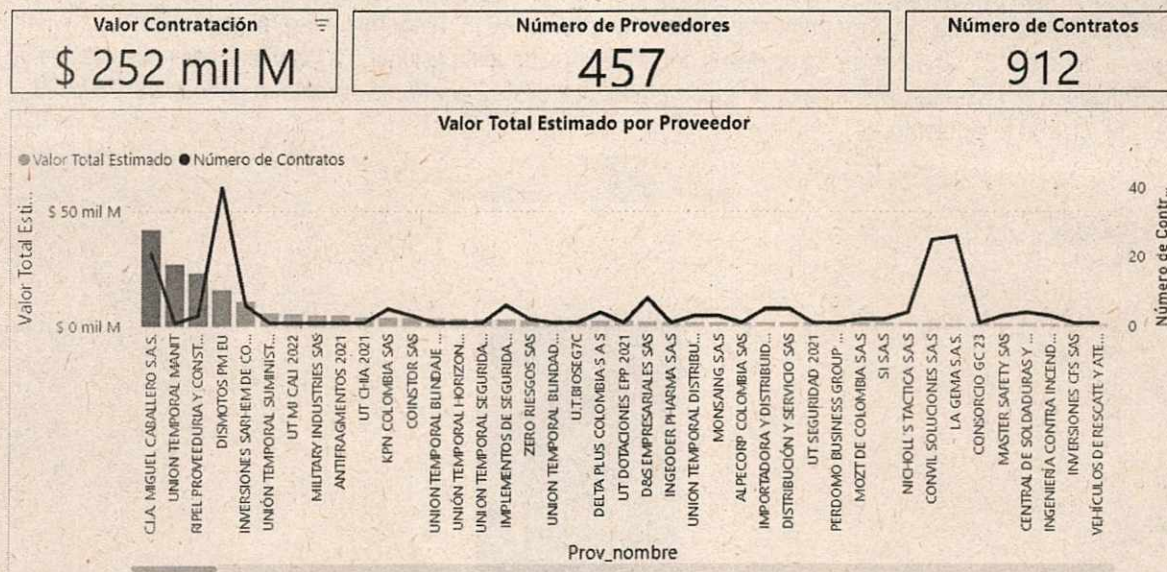 Valor Contratación
$ 252 mil M
Número de Proveedores
457
Número de Contratos
912
Valor Total Estimado por Proveedor
Valor Total Estimado Número de Contratos
Valor Total Esti...
$ 50 mil M
$ 0 mil M
40
20
0
Número de Contr...
C.I.A. MIGUEL CABALLERO S.A.S.
UNION TEMPORAL MANIT
RIPEL PROVEEDURIA Y CONST...
DISMOTOS PM EU
INVERSIONES SARHEM DE CO...
UNIÓN TEMPORAL SUMINIST...
UT MI CALI 2022
MILITARY INDUSTRIES SAS
ANTIFRAGMENTOS 2021
UT CHIA 2021
KPN COLOMBIA SAS
COINSTOR SAS
UNION TEMPORAL BLINDAJE ...
UNIÓN TEMPORAL HORIZON...
UNION TEMPORAL SEGURIDA...
IMPLEMENTOS DE SEGURIDA...
ZERO RIESGOS SAS
UNION TEMPORAL BLINDAD...
U.T.BIOSEG7C
DELTA PLUS COLOMBIA S A S
UT DOTACIONES EPP 2021
D&S EMPRESARIALES SAS
INGEODER PHARMA S.A.S
UNION TEMPORAL DISTRIBU...
MONSAING S.A.S
ALPECORP COLOMBIA SAS
IMPORTADORA Y DISTRIBUID...
DISTRIBUCIÓN Y SERVICIO SAS
UT SEGURIDAD 2021
PERDOMO BUSINESS GROUP ...
MOZT DE COLOMBIA S.A.S
SI S.A.S
NICHOLL'S TACTICA S.A.S
CONVIL SOLUCIONES S.A.S
LA GEMA S.A.S.
CONSORCIO GC 23
MASTER SAFETY SAS
CENTRAL DE SOLDADURAS Y ...
INGENIERÍA CONTRA INCEND...
INVERSIONES CFS SAS
VEHÍCULOS DE RESCATE Y ATE...
Prov_nombre